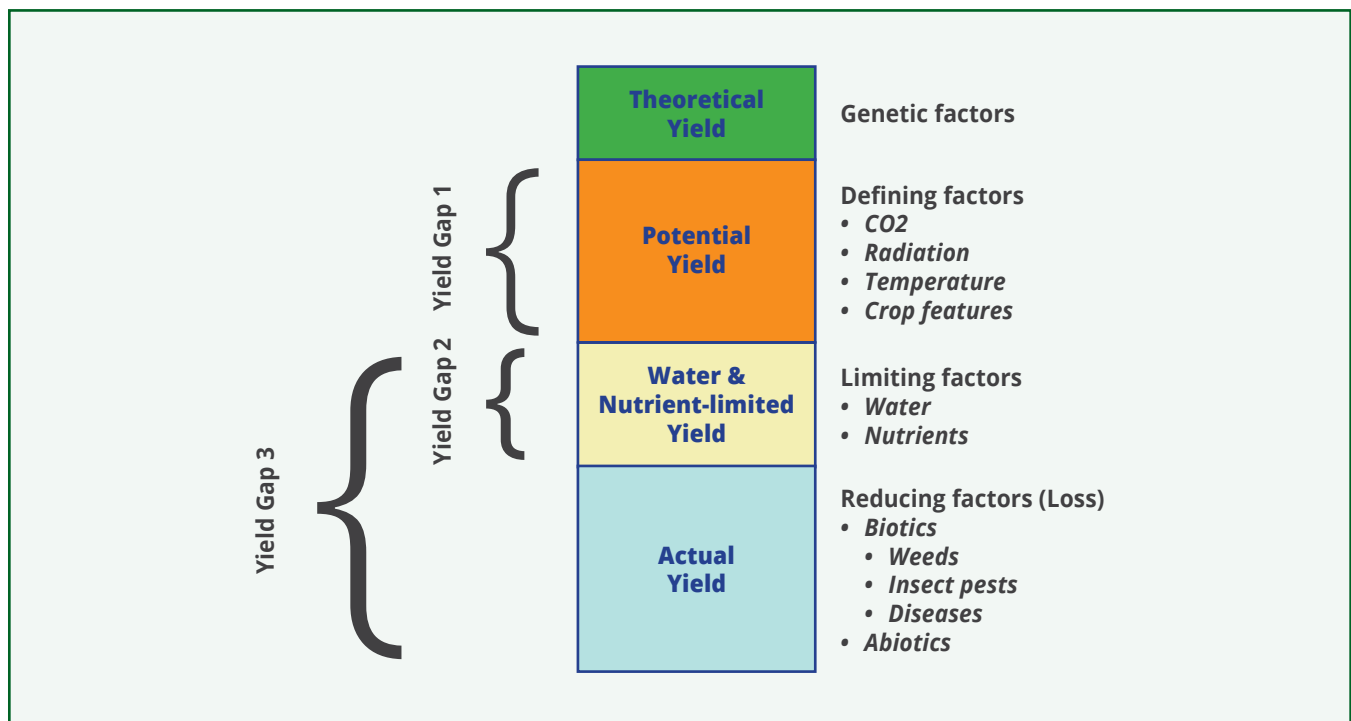 Theoretical
Yield
Genetic factors
Yield Gap 1
Potential
Yield
Defining factors
• CO2
• Radiation
• Temperature
• Crop features
Yield Gap 2
Water &
Nutrient-limited
Yield
Limiting factors
• Water
• Nutrients
Yield Gap 3
Actual
Yield
Reducing factors (Loss)
• Biotics
• Weeds
• Insect pests
• Diseases
• Abiotics